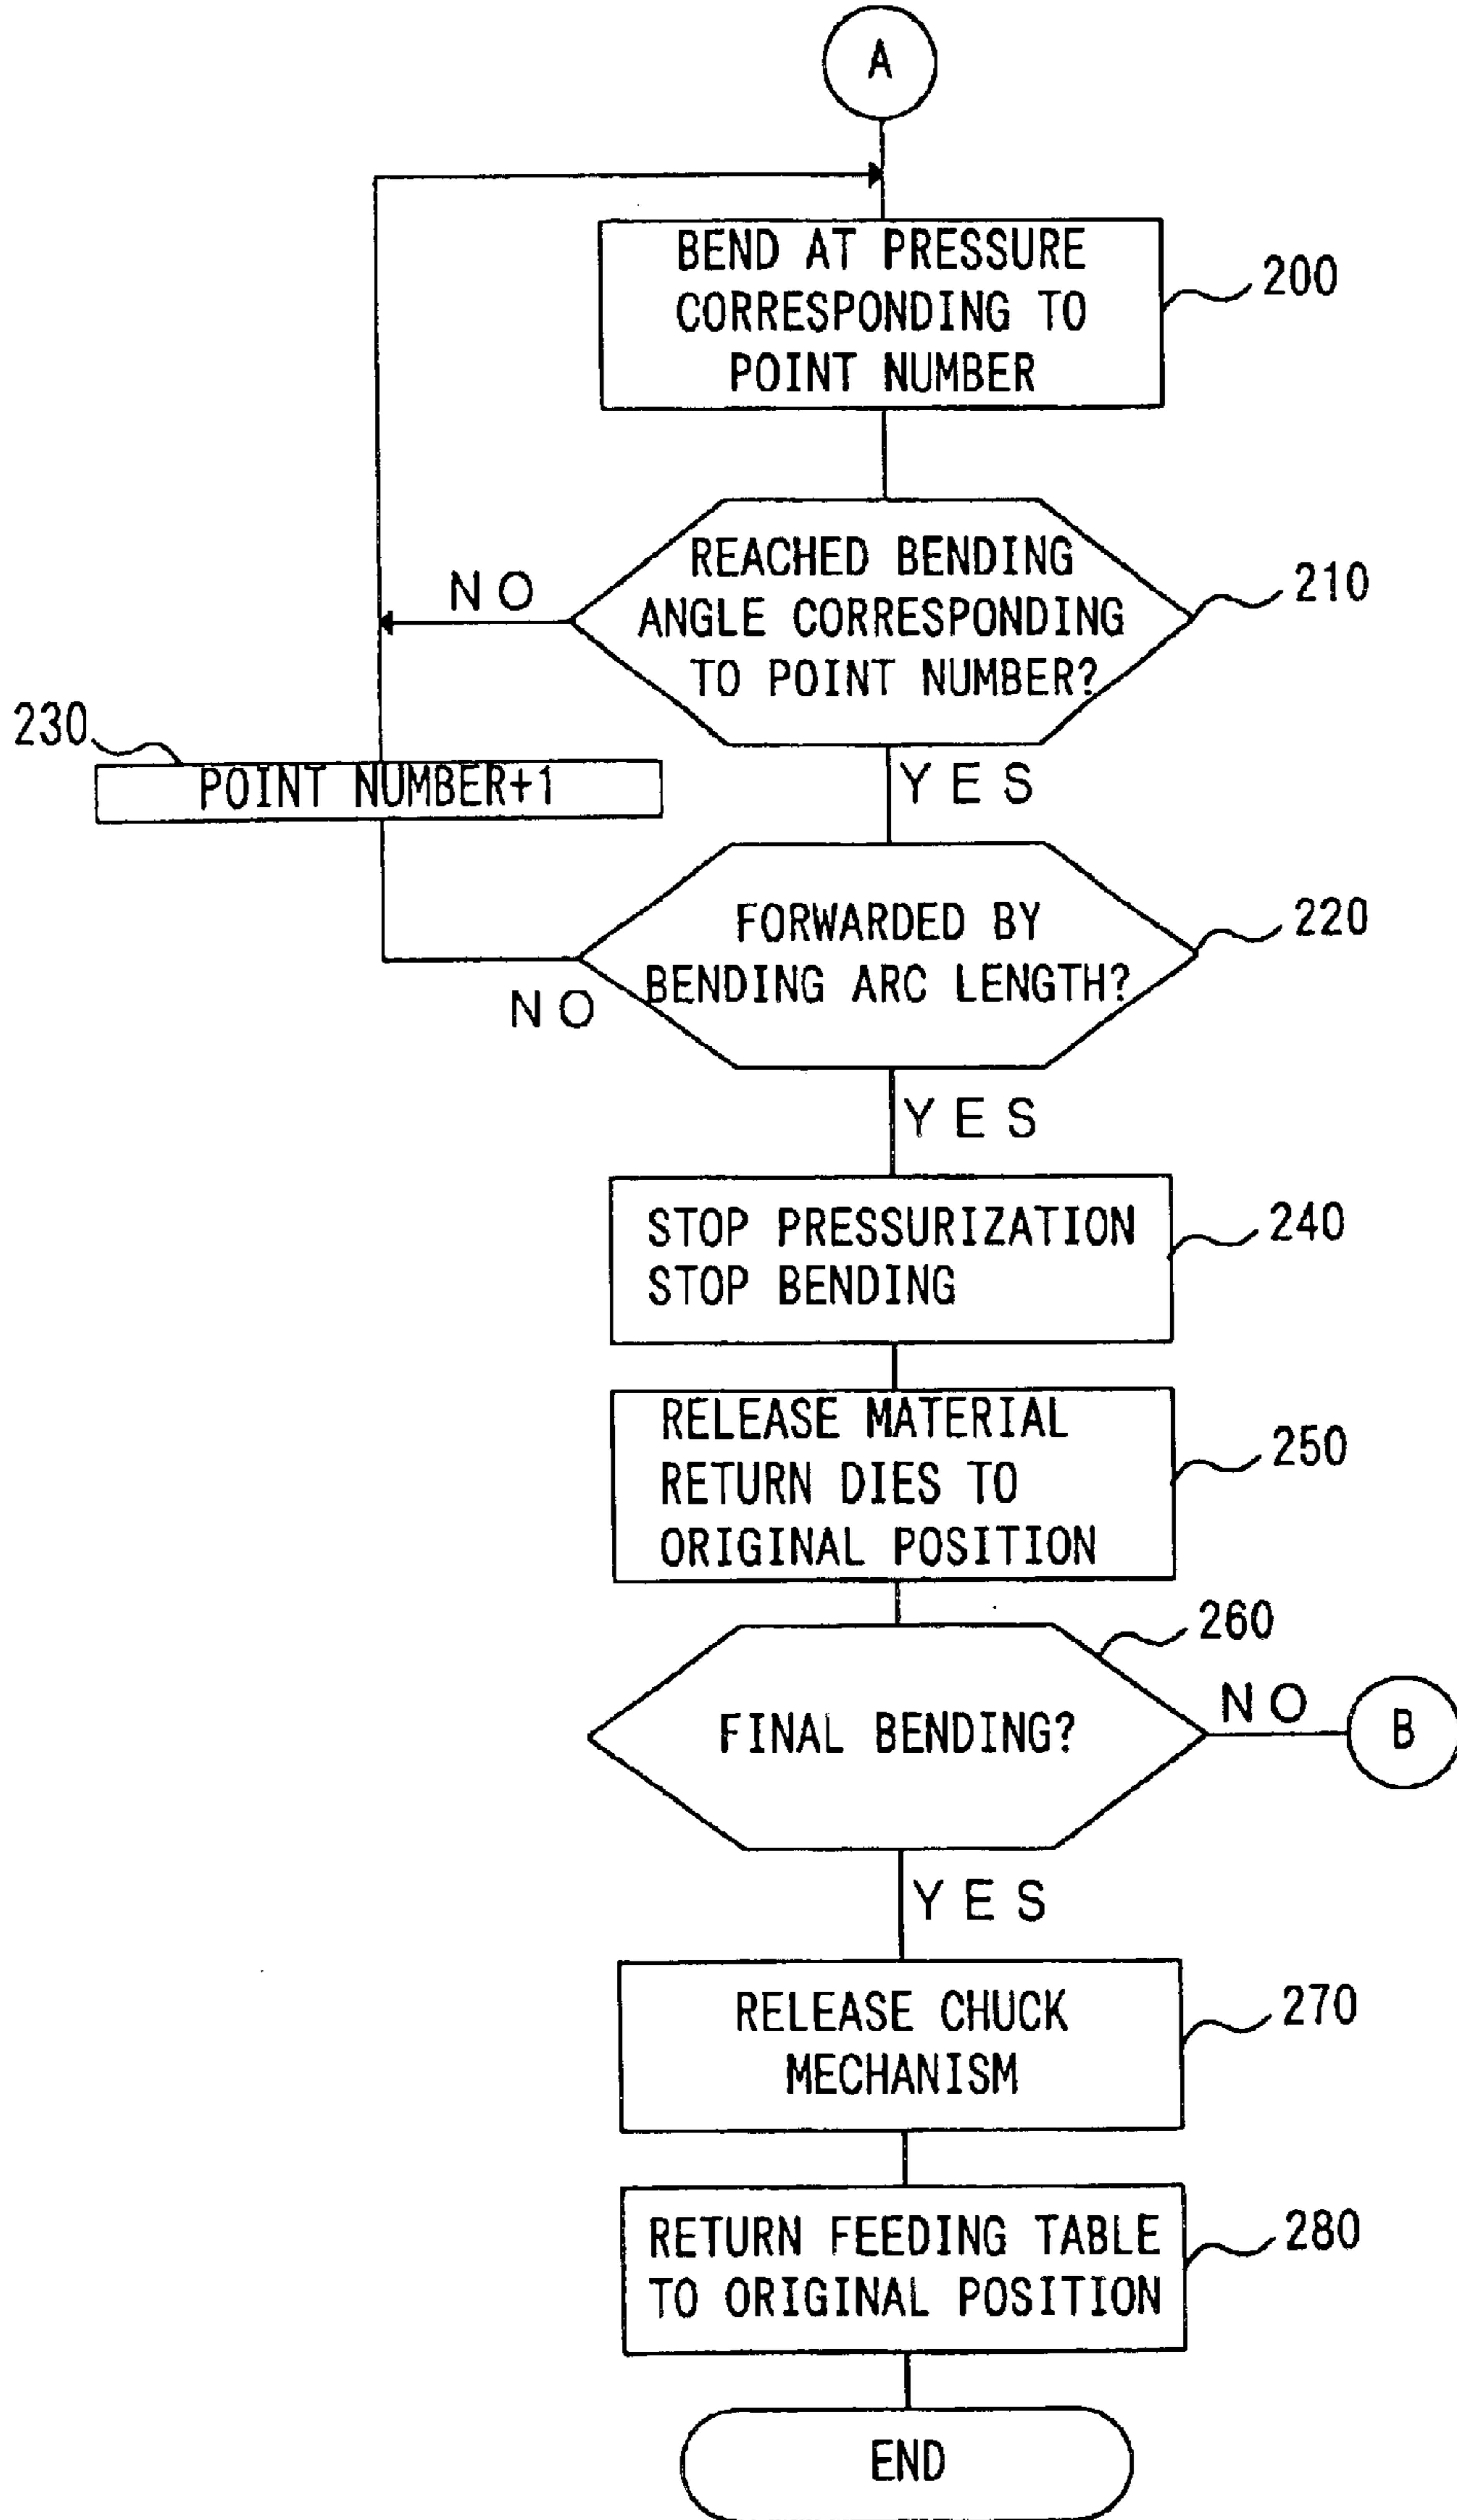 A
BEND AT PRESSURE
CORRESPONDING TO
POINT NUMBER
200
REACHED BENDING
ANGLE CORRESPONDING
TO POINT NUMBER?
210
NO
YES
230
POINT NUMBER+1
FORWARDED BY
BENDING ARC LENGTH?
220
NO
YES
STOP PRESSURIZATION
STOP BENDING
240
RELEASE MATERIAL
RETURN DIES TO
ORIGINAL POSITION
250
260
FINAL BENDING?
NO
B
YES
RELEASE CHUCK
MECHANISM
270
RETURN FEEDING TABLE
TO ORIGINAL POSITION
280
END